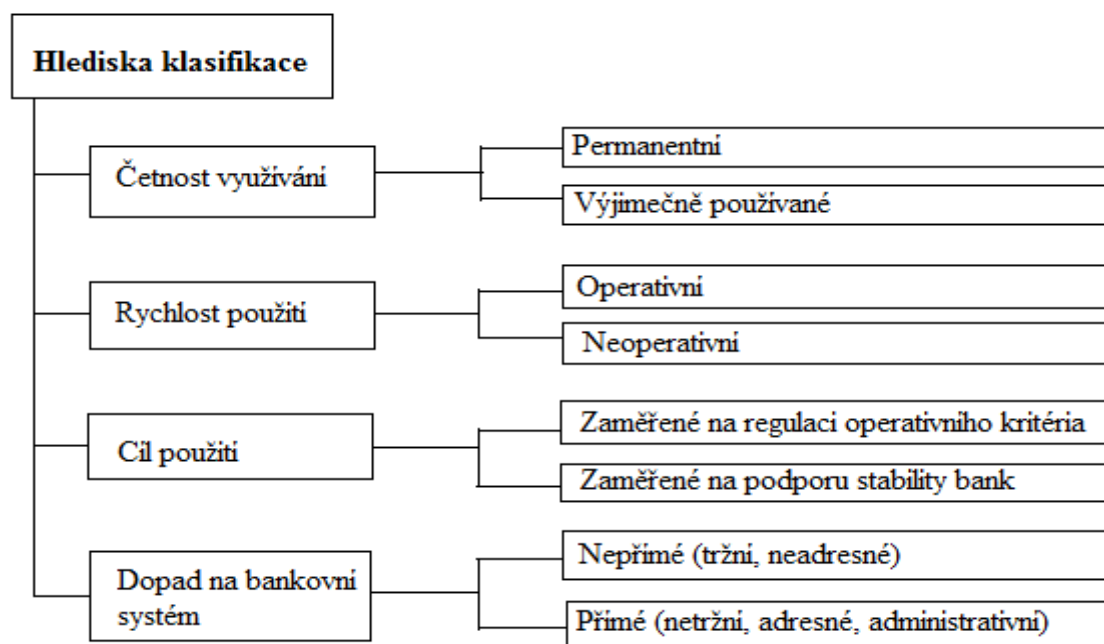 Hlediska klasifikace
Četnost využívání
Permanentní
Výjimečně používané
Rychlost použití
Operativní
Neoperativní
Cíl použití
Zaměřené na regulaci operativního kritéria
Zaměřené na podporu stability bank
Dopad na bankovní
systém
Nepřímé (tržní, neadresné)
Přímé (netržní, adresné, administrativní)